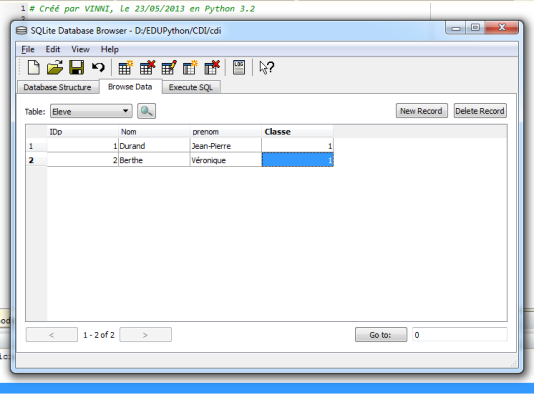 1 # Créé par VINNI, le 23/05/2013 en Python 3.2
SQLite Database Browser - D:/EDUPython/CDI/cdi
File Edit View Help
LOG
Database Structure Browse Data Execute SQL
Table: Eleve New Record Delete Record
IDp Nom prenom Classe
1 1 Durand Jean-Pierre 1
2 2 Berthe Véronique 1
< 1 - 2 of 2 > Go to: 0